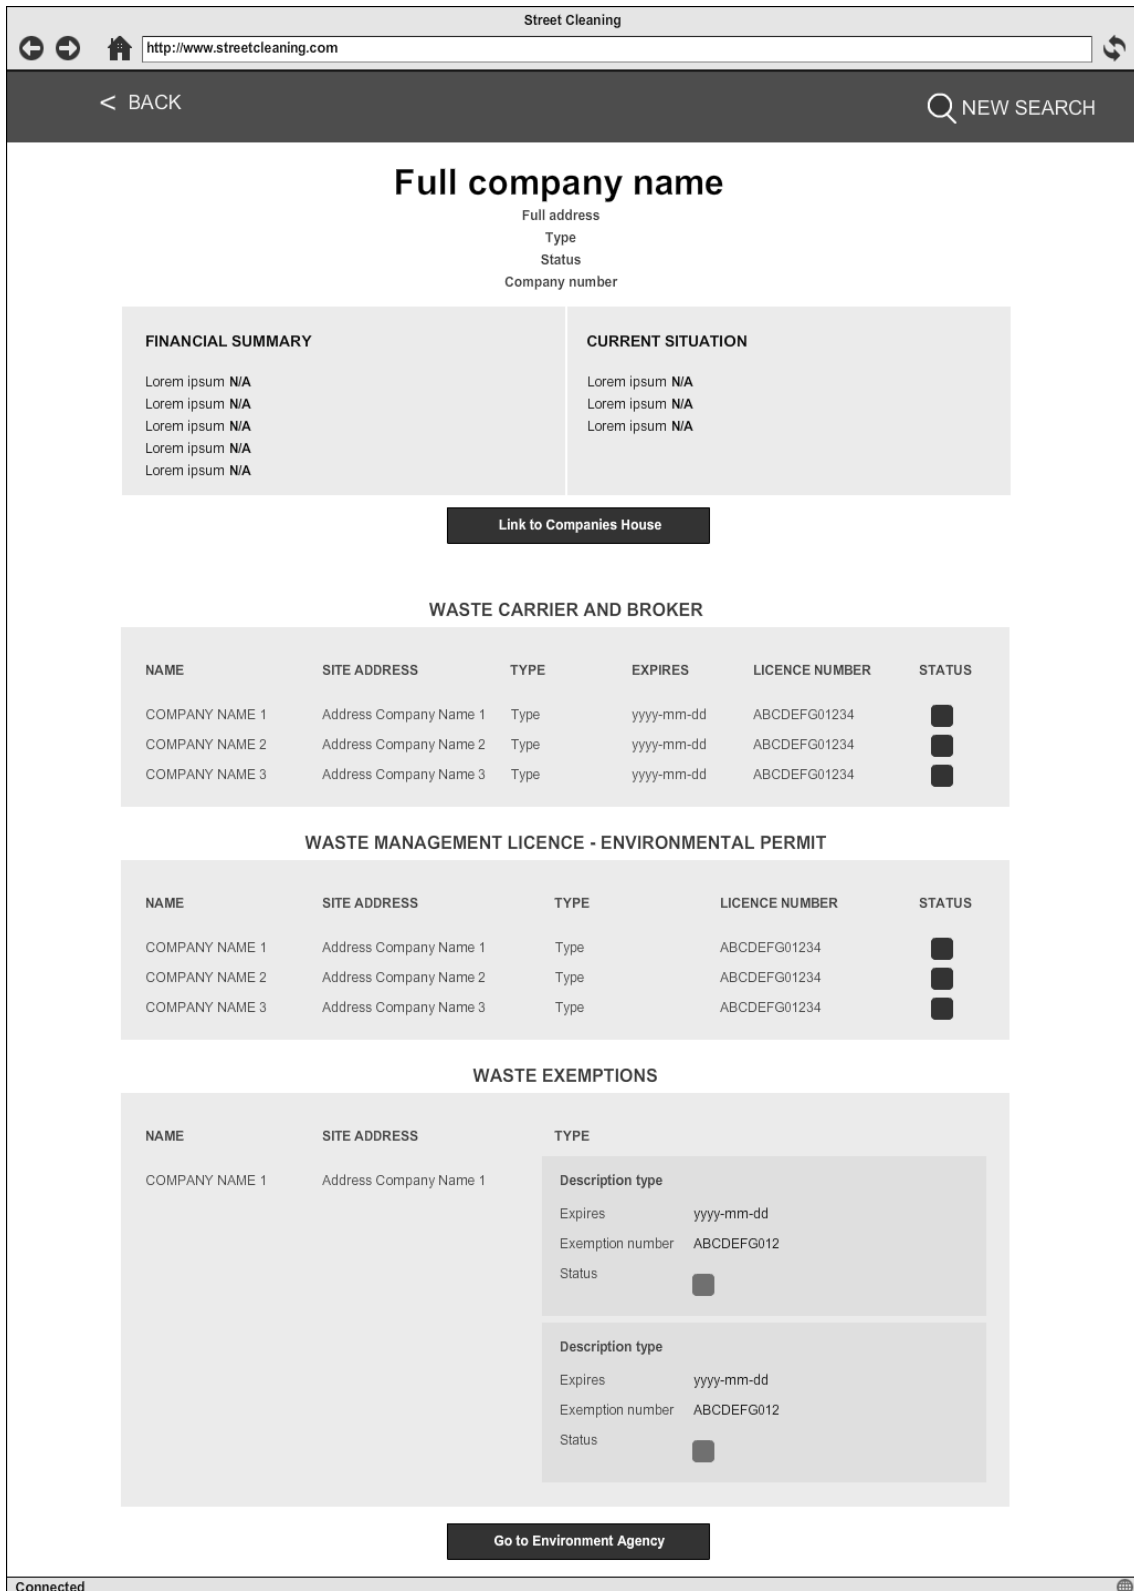 Street Cleaning
http://www.streetcleaning.com
< BACK
NEW SEARCH
Full company name
Full address
Type
Status
Company number
FINANCIAL SUMMARY
Lorem ipsum N/A
Lorem ipsum N/A
Lorem ipsum N/A
Lorem ipsum N/A
Lorem ipsum N/A
CURRENT SITUATION
Lorem ipsum N/A
Lorem ipsum N/A
Lorem ipsum N/A
Link to Companies House
WASTE CARRIER AND BROKER
NAME SITE ADDRESS TYPE EXPIRES LICENCE NUMBER STATUS
COMPANY NAME 1 Address Company Name 1 Type yyyy-mm-dd ABCDEFG01234
COMPANY NAME 2 Address Company Name 2 Type yyyy-mm-dd ABCDEFG01234
COMPANY NAME 3 Address Company Name 3 Type yyyy-mm-dd ABCDEFG01234
WASTE MANAGEMENT LICENCE - ENVIRONMENTAL PERMIT
NAME SITE ADDRESS TYPE LICENCE NUMBER STATUS
COMPANY NAME 1 Address Company Name 1 Type ABCDEFG01234
COMPANY NAME 2 Address Company Name 2 Type ABCDEFG01234
COMPANY NAME 3 Address Company Name 3 Type ABCDEFG01234
WASTE EXEMPTIONS
NAME SITE ADDRESS TYPE
COMPANY NAME 1 Address Company Name 1 Description type
Expires yyyy-mm-dd
Exemption number ABCDEFG012
Status
Description type
Expires yyyy-mm-dd
Exemption number ABCDEFG012
Status
Go to Environment Agency
Connected